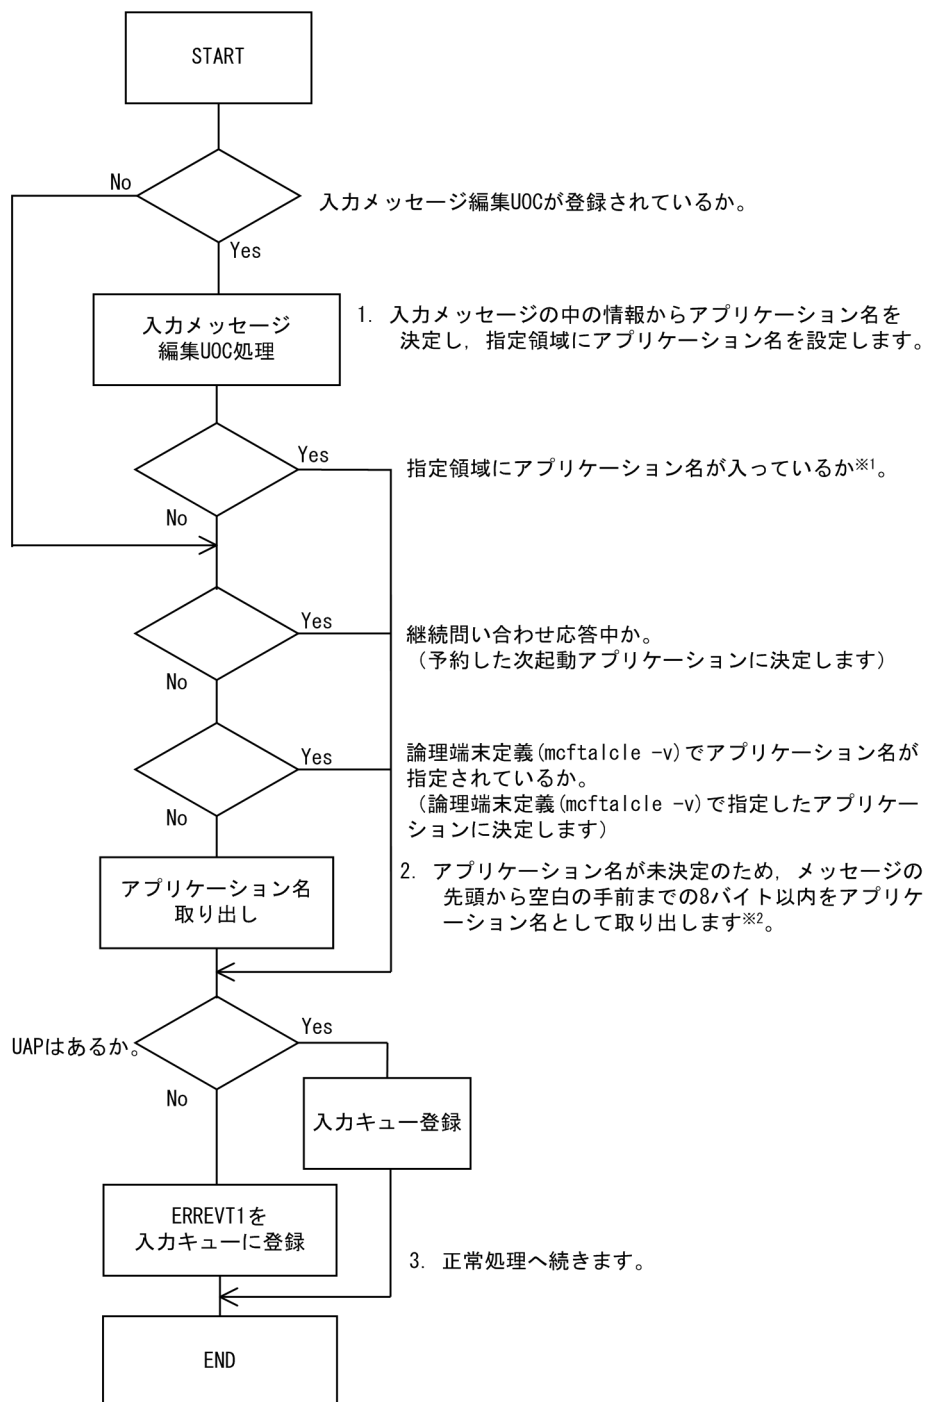 START
No
入力メッセージ編集UOCが登録されているか。
Yes
入力メッセージ
編集UOC処理
1. 入力メッセージの中の情報からアプリケーション名を
決定し，指定領域にアプリケーション名を設定します。
Yes
指定領域にアプリケーション名が入っているか※1。
No
Yes
継続問い合わせ応答中か。
（予約した次起動アプリケーションに決定します）
No
Yes
論理端末定義(mcftalcle -v)でアプリケーション名が
指定されているか。
（論理端末定義(mcftalcle -v)で指定したアプリケー
ションに決定します）
No
アプリケーション名
取り出し
2. アプリケーション名が未決定のため，メッセージの
先頭から空白の手前までの8バイト以内をアプリケ
ーション名として取り出します※2。
UAPはあるか。
Yes
No
入力キュー登録
ERREVT1を
入力キューに登録
3. 正常処理へ続きます。
END